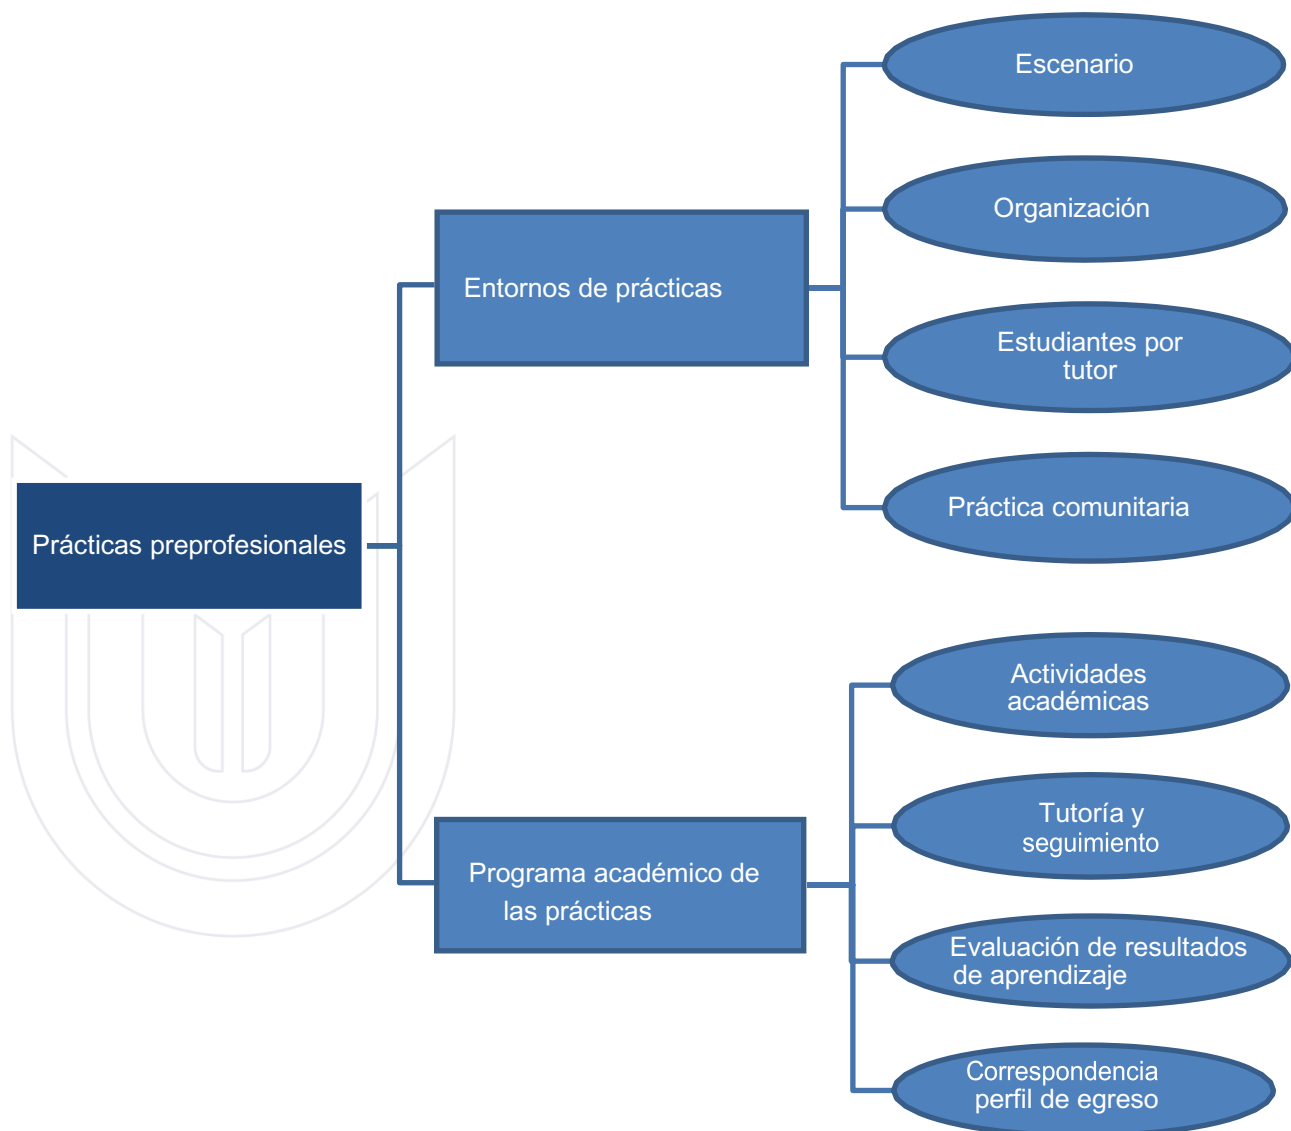 Escenario
Organización
Entornos de prácticas
Estudiantes por
tutor
Práctica comunitaria
Prácticas preprofesionales
Actividades
académicas
Tutoría y
seguimiento
Programa académico de
las prácticas
Evaluación de resultados
de aprendizaje
Correspondencia
perfil de egreso